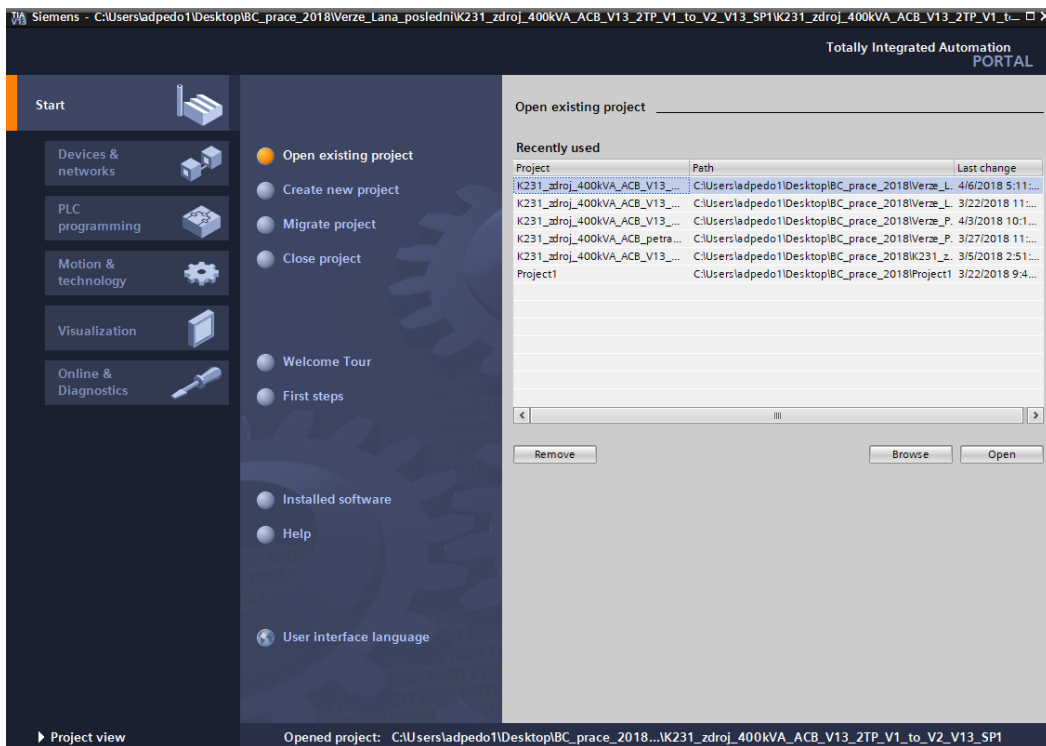 Siemens - C:\Users\adpedo1\Desktop\BC_prace_2018\Verze_Lana_posledni\K231_zdroj_400kVA_ACB_V13_2TP_V1_to_V2_V13_SP1\K231_zdroj_400kVA_ACB_V13_2TP_V1_t
Totally Integrated Automation
PORTAL
Start
Devices &
networks
PLC
programming
Motion &
technology
Visualization
Online &
Diagnostics
Open existing project
Create new project
Migrate project
Close project
Welcome Tour
First steps
Installed software
Help
User interface language
Open existing project
Recently used
Project Path Last change
K231_zdroj_400kVA_ACB_V13_... C:\Users\adpedo1\Desktop\BC_prace_2018\Verze_L. 4/6/2018 5:11:...
K231_zdroj_400kVA_ACB_V13_... C:\Users\adpedo1\Desktop\BC_prace_2018\Verze_L. 3/22/2018 11:...
K231_zdroj_400kVA_ACB_V13_... C:\Users\adpedo1\Desktop\BC_prace_2018\Verze_P. 4/3/2018 10:1...
K231_zdroj_400kVA_ACB_petra... C:\Users\adpedo1\Desktop\BC_prace_2018\Verze_P. 3/27/2018 11:...
K231_zdroj_400kVA_ACB_V13_... C:\Users\adpedo1\Desktop\BC_prace_2018\K231_z. 3/5/2018 2:51:...
Project1 C:\Users\adpedo1\Desktop\BC_prace_2018\Project1 3/22/2018 9:4...
Remove Browse Open
Project view
Opened project: C:\Users\adpedo1\Desktop\BC_prace_2018...\K231_zdroj_400kVA_ACB_V13_2TP_V1_to_V2_V13_SP1